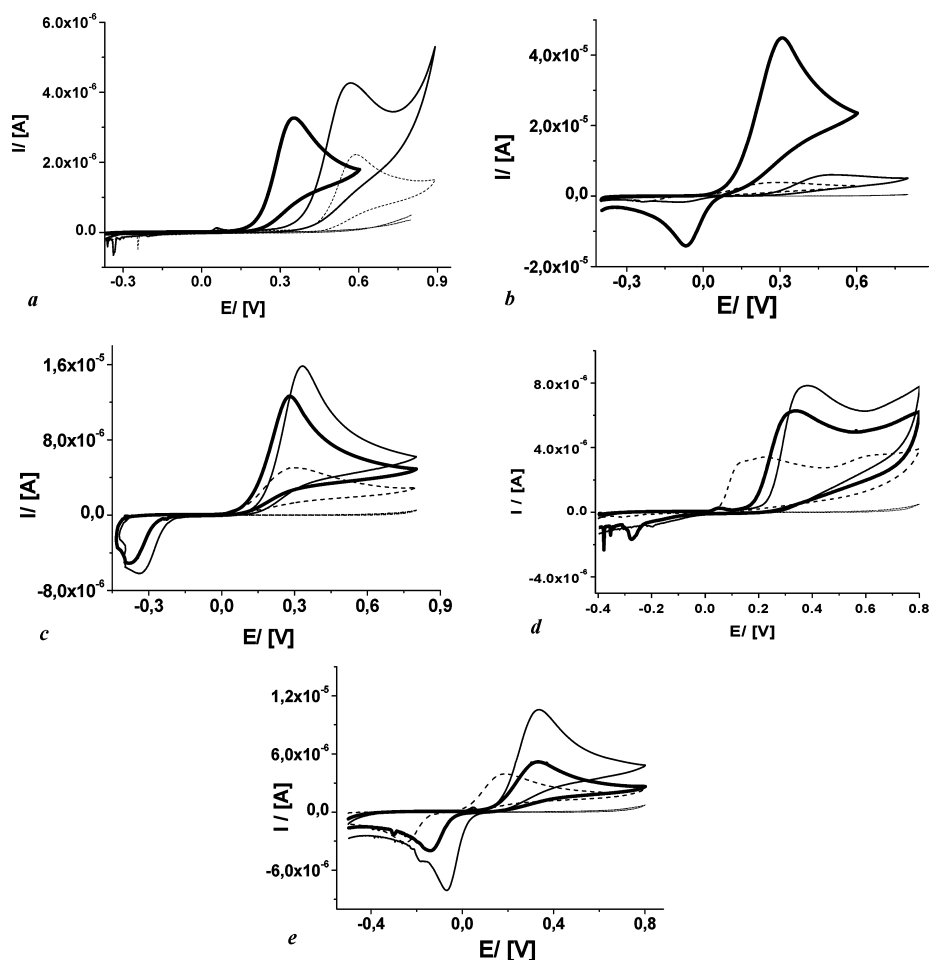 6.0x10-6
4.0x10-6
2.0x10-6
0.0
I/ [A]
-0.3 0.0 0.3 0.6 0.9
E/ [V]
a
4,0x10-5
2,0x10-5
0,0
-2,0x10-5
I/ [A]
-0,3 0,0 0,3 0,6
E/ [V]
b
1,6x10-5
8,0x10-6
0,0
-8,0x10-6
I/ [A]
-0,3 0,0 0,3 0,6 0,9
E/ [V]
c
8.0x10-6
4.0x10-6
0.0
-4.0x10-6
I / [A]
-0.4 -0.2 0.0 0.2 0.4 0.6 0.8
E/ [V]
d
1,2x10-5
6,0x10-6
0,0
-6,0x10-6
I / [A]
-0,4 0,0 0,4 0,8
E/ [V]
e